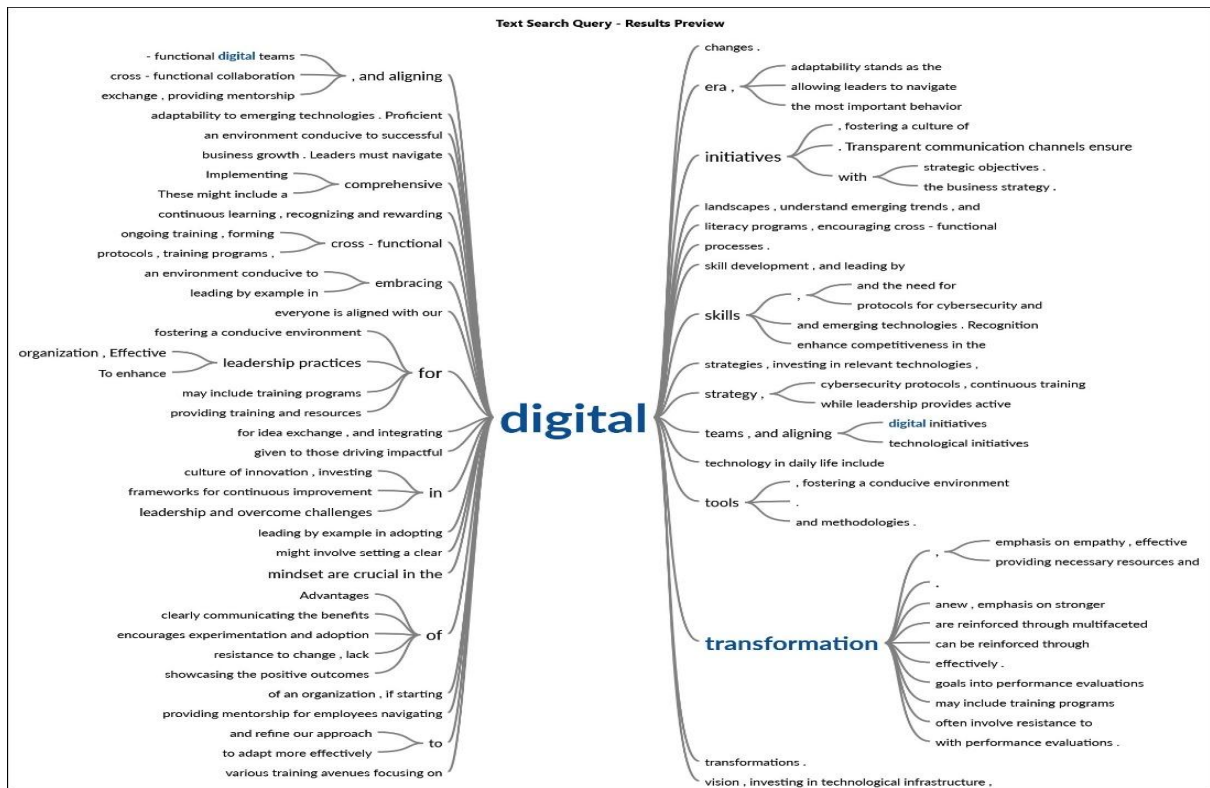 Text Search Query - Results Preview
- functional digital teams
cross - functional collaboration
exchange , providing mentorship
, and aligning
adaptability to emerging technologies . Proficient
an environment conducive to successful
business growth . Leaders must navigate
Implementing
These might include a
comprehensive
continuous learning , recognizing and rewarding
ongoing training , forming
protocols , training programs ,
cross - functional
an environment conducive to
leading by example in
embracing
everyone is aligned with our
fostering a conducive environment
organization , Effective
To enhance
leadership practices
may include training programs
providing training and resources
for
for idea exchange , and integrating
given to those driving impactful
culture of innovation , investing
frameworks for continuous improvement
leadership and overcome challenges
in
leading by example in adopting
might involve setting a clear
mindset are crucial in the
Advantages
clearly communicating the benefits
encourages experimentation and adoption
resistance to change , lack
showcasing the positive outcomes
of
of an organization , if starting
providing mentorship for employees navigating
and refine our approach
to adapt more effectively
to
various training avenues focusing on
digital
changes .
era ,
adaptability stands as the
allowing leaders to navigate
the most important behavior
initiatives
, fostering a culture of
. Transparent communication channels ensure
with
strategic objectives .
the business strategy .
landscapes , understand emerging trends , and
literacy programs , encouraging cross - functional
processes .
skill development , and leading by
skills
,
and the need for
protocols for cybersecurity and
and emerging technologies . Recognition
enhance competitiveness in the
strategies , investing in relevant technologies ,
strategy ,
cybersecurity protocols , continuous training
while leadership provides active
teams , and aligning
digital initiatives
technological initiatives
technology in daily life include
tools
, fostering a conducive environment
.
and methodologies .
transformation
,
emphasis on empathy , effective
providing necessary resources and
.
anew , emphasis on stronger
are reinforced through multifaceted
can be reinforced through
effectively .
goals into performance evaluations
may include training programs
often involve resistance to
with performance evaluations .
transformations .
vision , investing in technological infrastructure ,